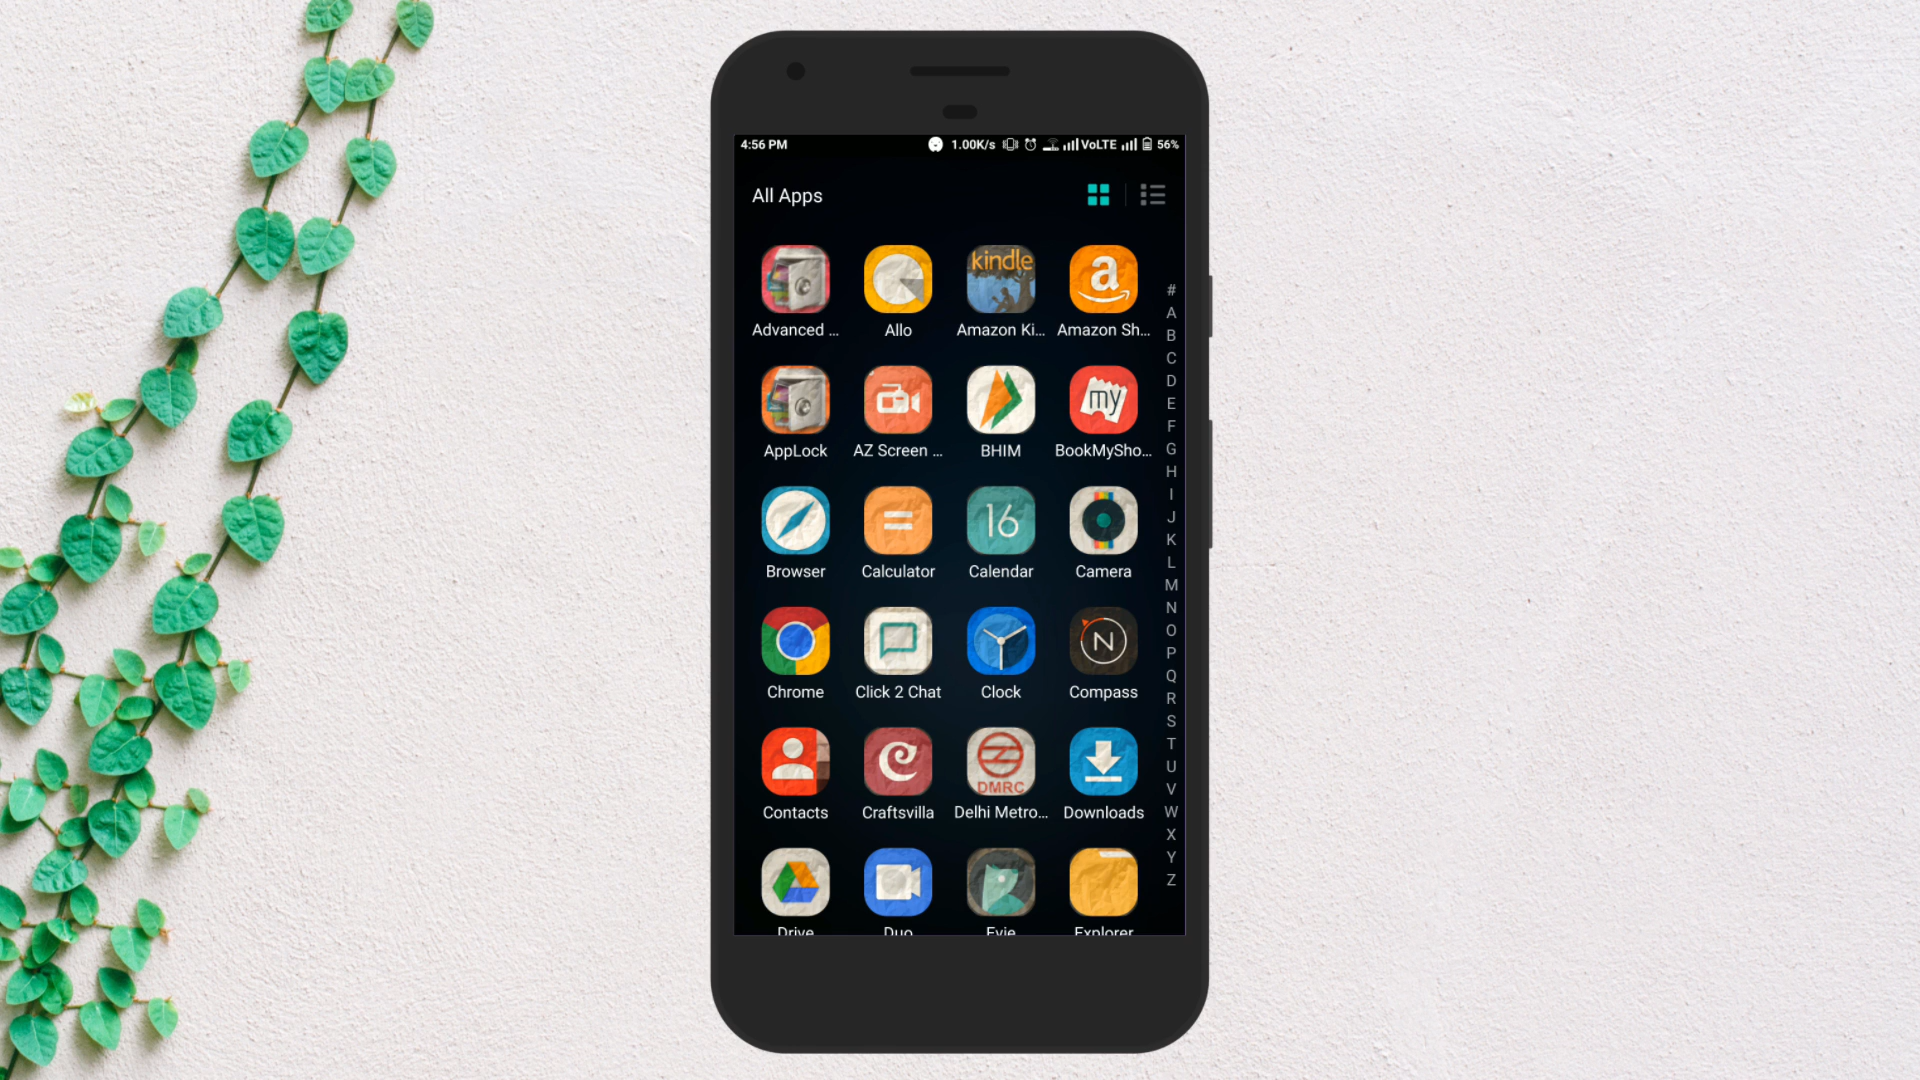 4:56 PM 1.00K/s VoLTE 56%
All Apps
kindle a
Advanced ... Allo Amazon Ki... Amazon Sh...
my
AppLock AZ Screen ... BHIM BookMySho...
16
Browser Calculator Calendar Camera
N
Chrome Click 2 Chat Clock Compass
DMRC
Contacts Craftsvilla Delhi Metro... Downloads
Drive Duo Evie Explorer
#
A
B
C
D
E
F
G
H
I
J
K
L
M
N
O
P
Q
R
S
T
U
V
W
X
Y
Z